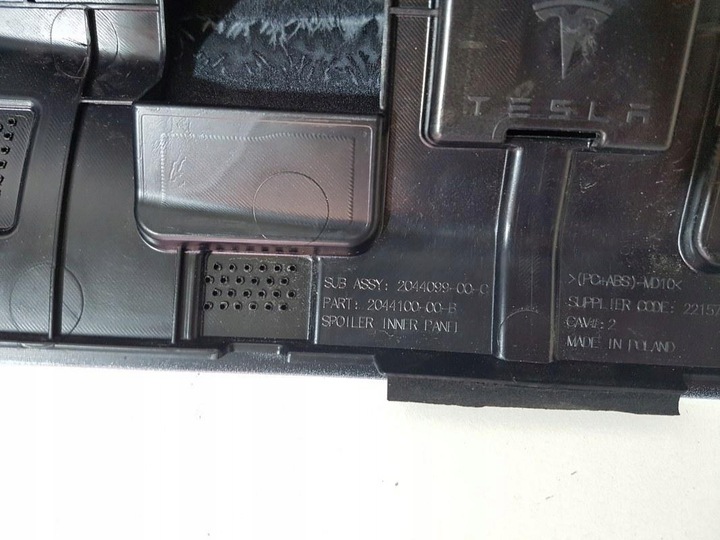 TESLA
SUB ASSY: 2044099-00-C
PART: 2044100-00-B
SPOILER INNER PANEL
>(PC+ABS)-MD10<
SUPPLIER CODE: 22157
CAV#: 2
MADE IN POLAND